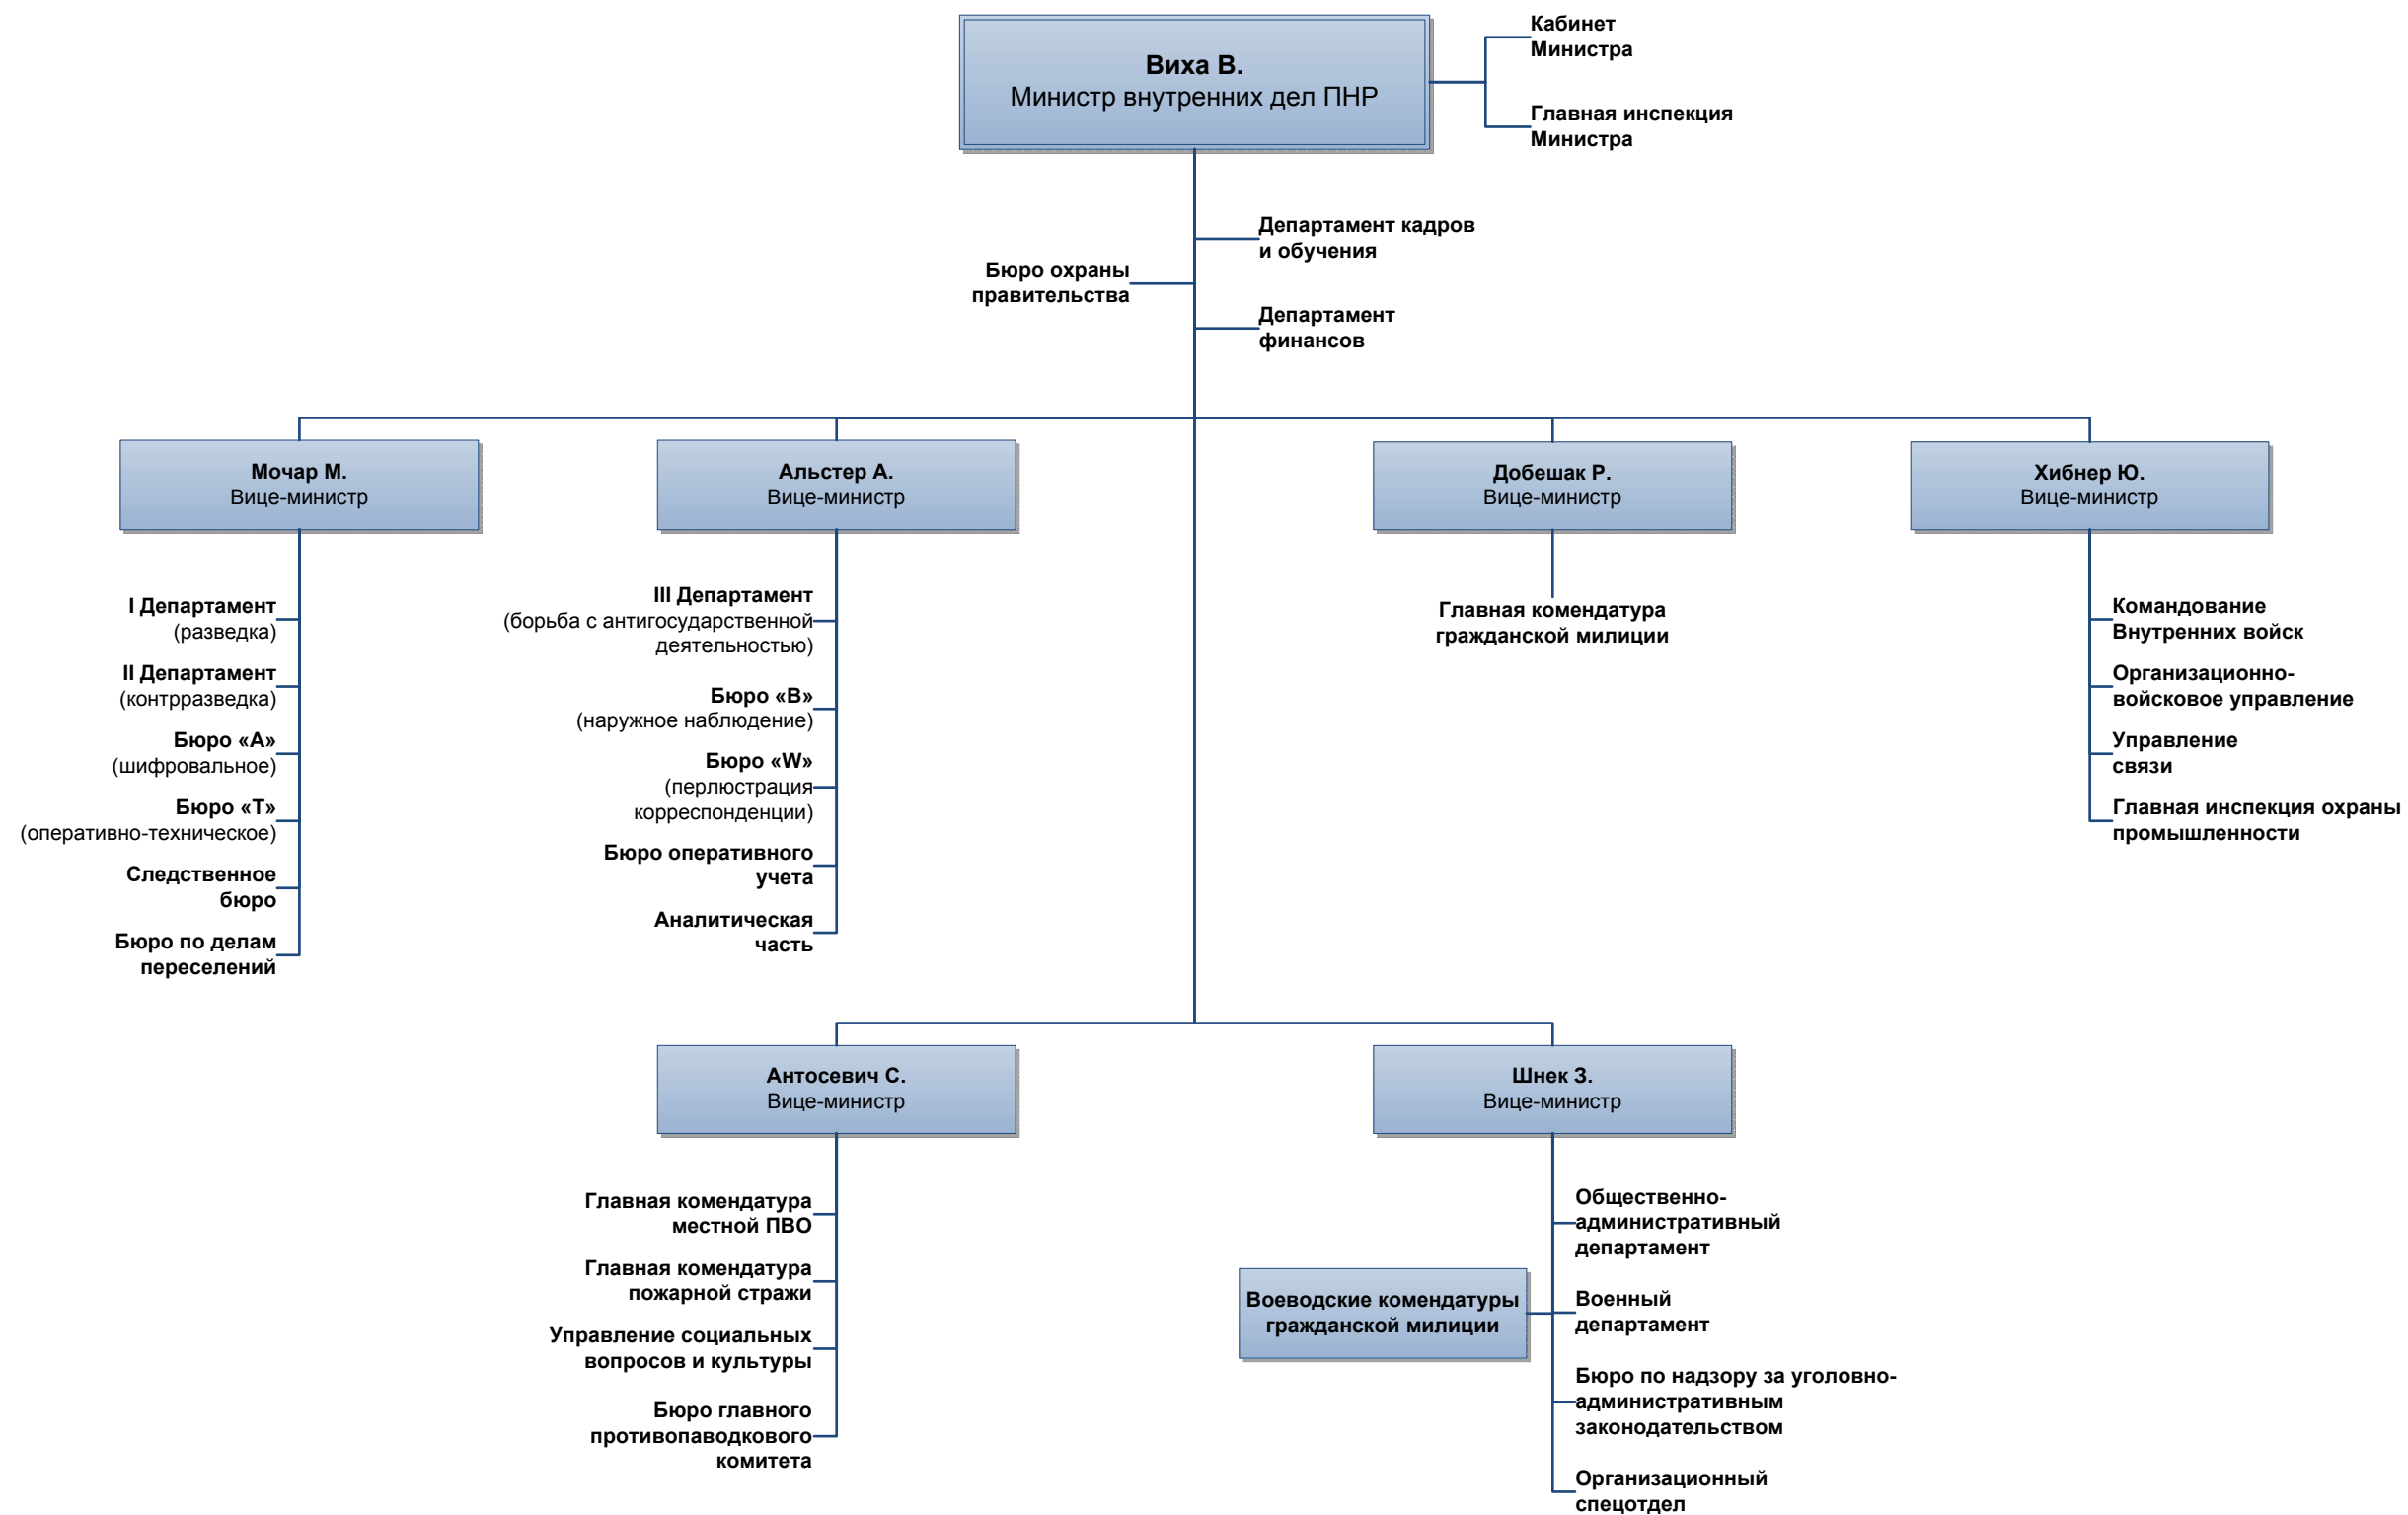 Виха В.
Министр внутренних дел ПНР
Кабинет
Министра
Главная инспекция
Министра
Департамент кадров
и обучения
Бюро охраны
правительства
Департамент
финансов
Мочар М.
Вице-министр
I Департамент
(разведка)
II Департамент
(контрразведка)
Бюро «А»
(шифровальное)
Бюро «Т»
(оперативно-техническое)
Следственное
бюро
Бюро по делам
переселений
Альстер А.
Вице-министр
III Департамент
(борьба с антигосударственной
деятельностью)
Бюро «В»
(наружное наблюдение)
Бюро «W»
(перлюстрация
корреспонденции)
Бюро оперативного
учета
Аналитическая
часть
Добешак Р.
Вице-министр
Главная комендатура
гражданской милиции
Хибнер Ю.
Вице-министр
Командование
Внутренних войск
Организационно-
войсковое управление
Управление
связи
Главная инспекция охраны
промышленности
Антосевич С.
Вице-министр
Главная комендатура
местной ПВО
Главная комендатура
пожарной стражи
Управление социальных
вопросов и культуры
Бюро главного
противопаводкового
комитета
Шнек З.
Вице-министр
Общественно-
административный
департамент
Воеводские комендатуры
гражданской милиции
Военный
департамент
Бюро по надзору за уголовно-
административным
законодательством
Организационный
спецотдел